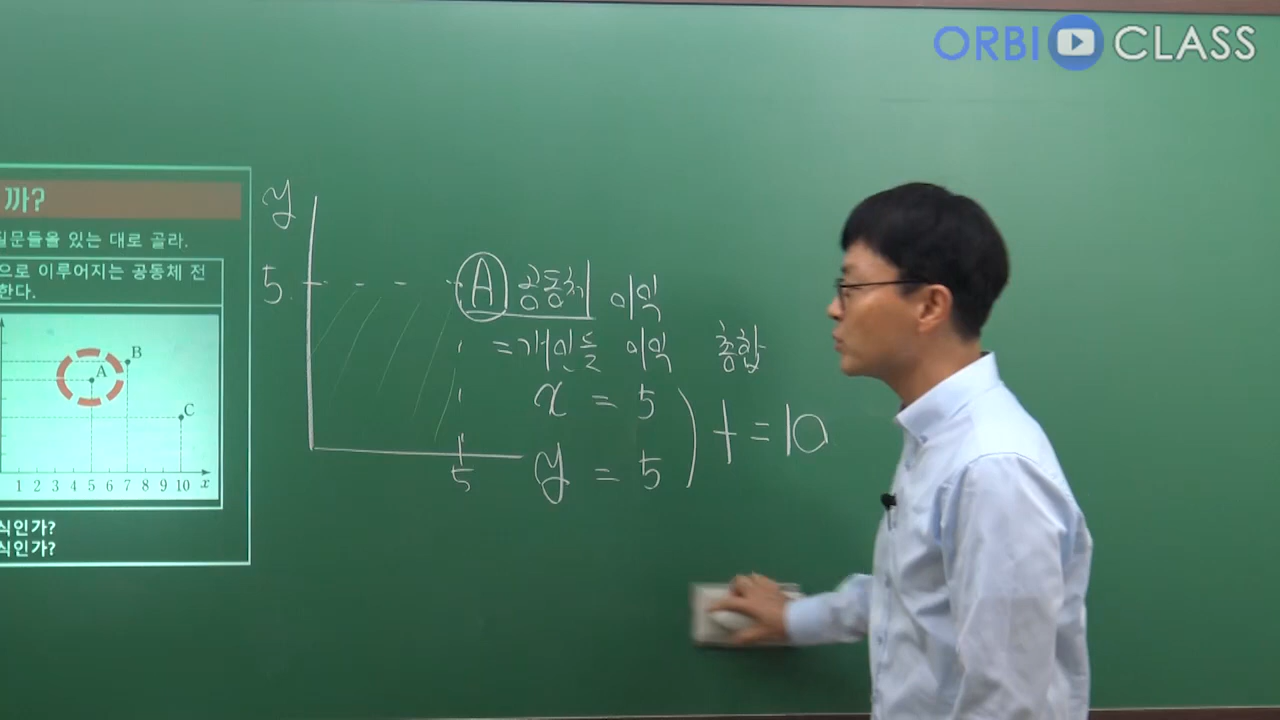 ORBI CLASS
까?
질문들을 있는 대로 골라.
으로 이루어지는 공동체 전
한다.
B
A
C
1 2 3 4 5 6 7 8 9 10 x
식인가?
식인가?
y
5
A 공동체 이익
=개인들 이익 총합
x = 5
y = 5
t = 10
5